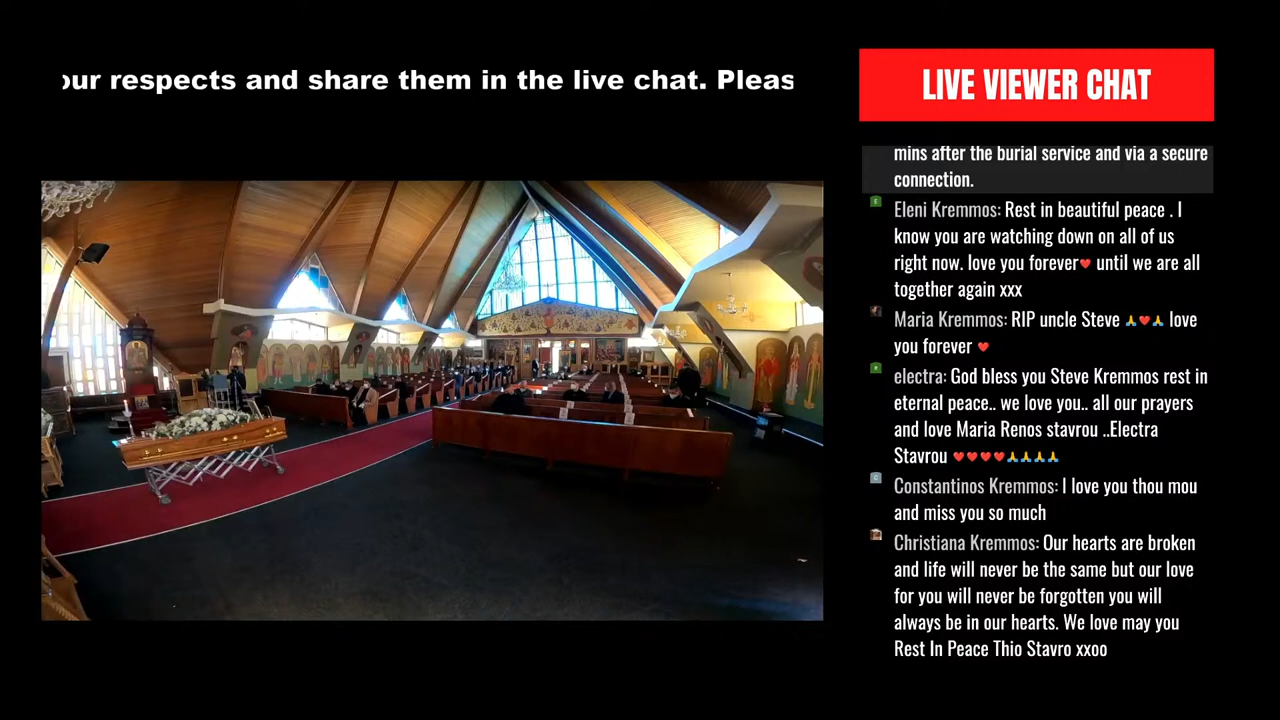 our respects and share them in the live chat. Pleas
LIVE VIEWER CHAT
mins after the burial service and via a secure
connection.
Eleni Kremmos: Rest in beautiful peace . I
know you are watching down on all of us
right now. love you forever❤️ until we are all
together again xxx
Maria Kremmos: RIP uncle Steve 🙏❤️🙏 love
you forever ❤️
electra: God bless you Steve Kremmos rest in
eternal peace.. we love you.. all our prayers
and love Maria Renos stavrou ..Electra
Stavrou ❤️❤️❤️❤️🙏🙏🙏🙏
Constantinos Kremmos: I love you thou mou
and miss you so much
Christiana Kremmos: Our hearts are broken
and life will never be the same but our love
for you will never be forgotten you will
always be in our hearts. We love may you
Rest In Peace Thio Stavro xxoo